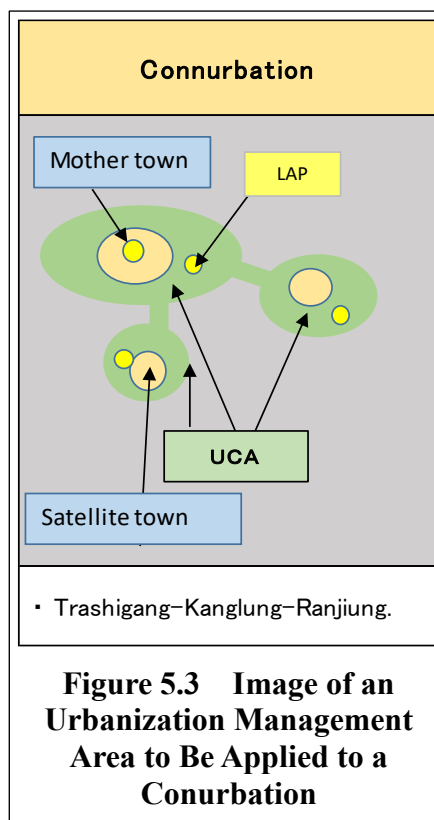 Connurbation
Mother town
LAP
UCA
Satellite town
・ Trashigang-Kanglung-Ranjiung.
Figure 5.3 Image of an
Urbanization Management
Area to Be Applied to a
Conurbation